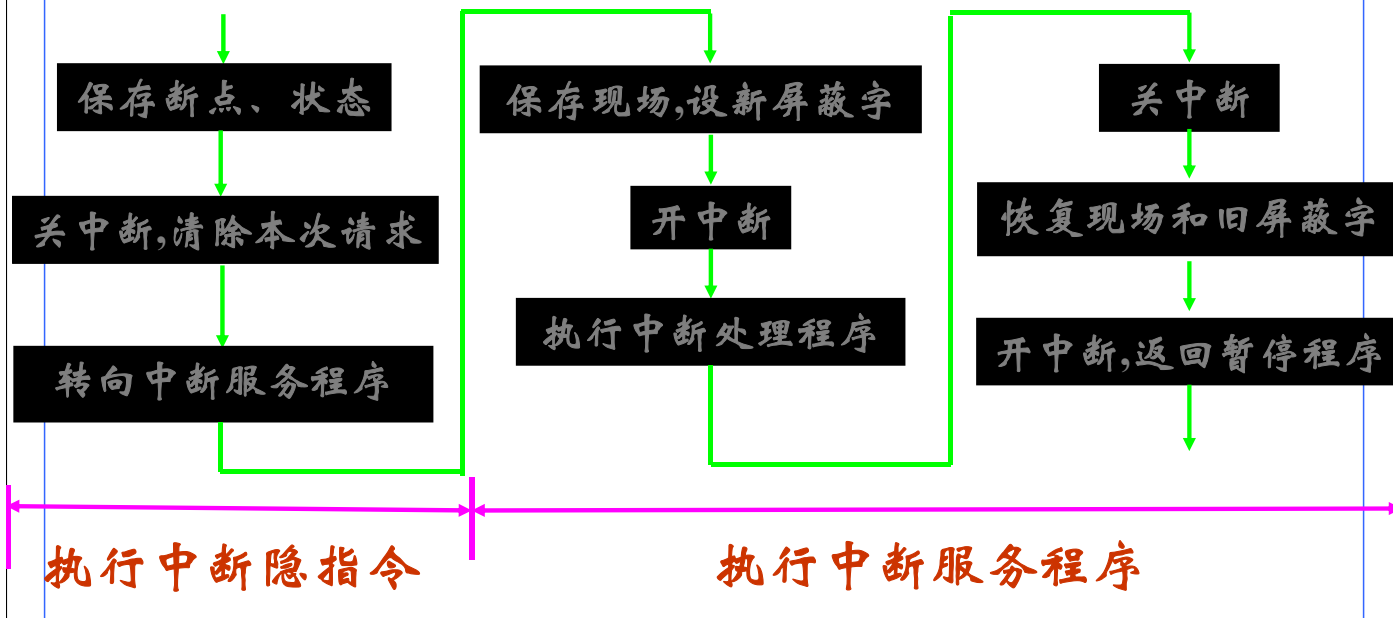 保存断点、状态
关中断,清除本次请求
转向中断服务程序
保存现场,设新屏蔽字
开中断
执行中断处理程序
关中断
恢复现场和旧屏蔽字
开中断,返回暂停程序
执行中断隐指令
执行中断服务程序